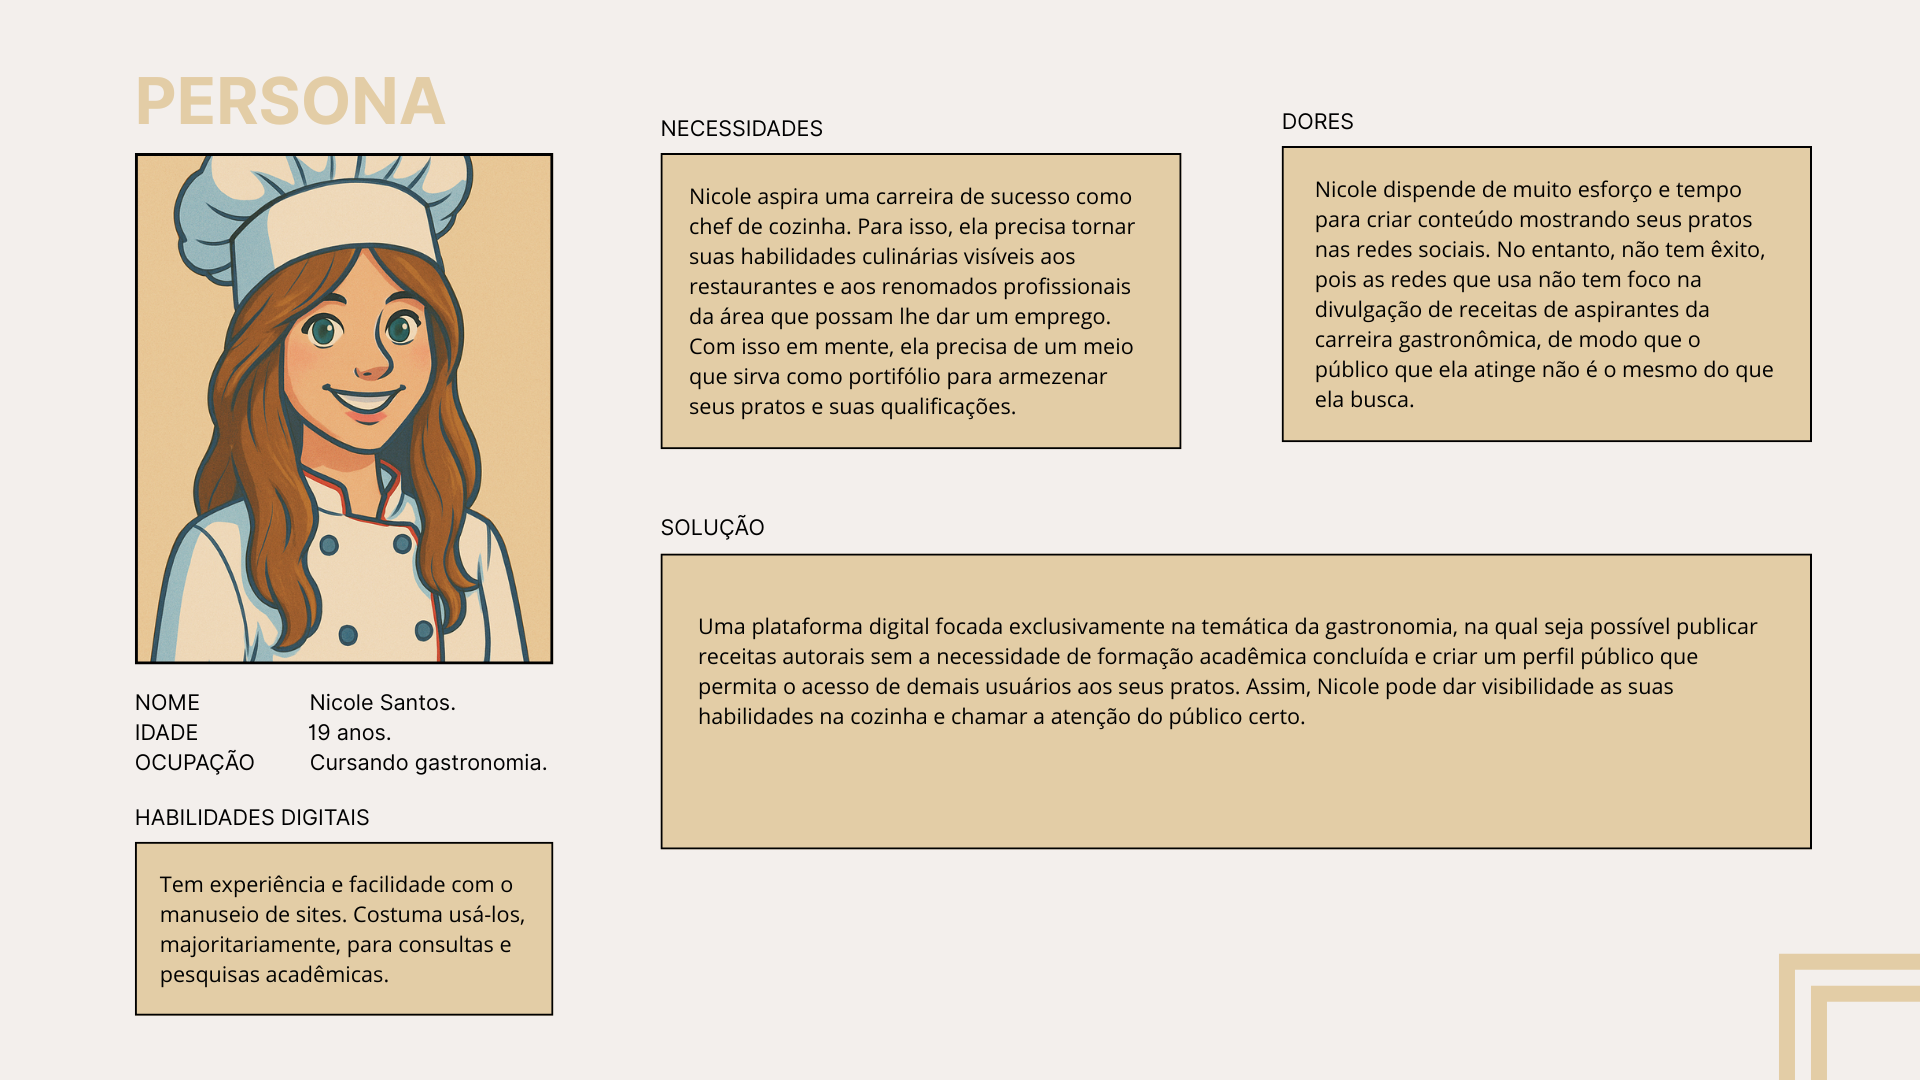 PERSONA
NOME Nicole Santos.
IDADE 19 anos.
OCUPAÇÃO Cursando gastronomia.
HABILIDADES DIGITAIS
Tem experiência e facilidade com o
manuseio de sites. Costuma usá-los,
majoritariamente, para consultas e
pesquisas acadêmicas.
NECESSIDADES
Nicole aspira uma carreira de sucesso como
chef de cozinha. Para isso, ela precisa tornar
suas habilidades culinárias visíveis aos
restaurantes e aos renomados profissionais
da área que possam lhe dar um emprego.
Com isso em mente, ela precisa de um meio
que sirva como portifólio para armezenar
seus pratos e suas qualificações.
DORES
Nicole dispende de muito esforço e tempo
para criar conteúdo mostrando seus pratos
nas redes sociais. No entanto, não tem êxito,
pois as redes que usa não tem foco na
divulgação de receitas de aspirantes da
carreira gastronômica, de modo que o
público que ela atinge não é o mesmo do que
ela busca.
SOLUÇÃO
Uma plataforma digital focada exclusivamente na temática da gastronomia, na qual seja possível publicar
receitas autorais sem a necessidade de formação acadêmica concluída e criar um perfil público que
permita o acesso de demais usuários aos seus pratos. Assim, Nicole pode dar visibilidade as suas
habilidades na cozinha e chamar a atenção do público certo.